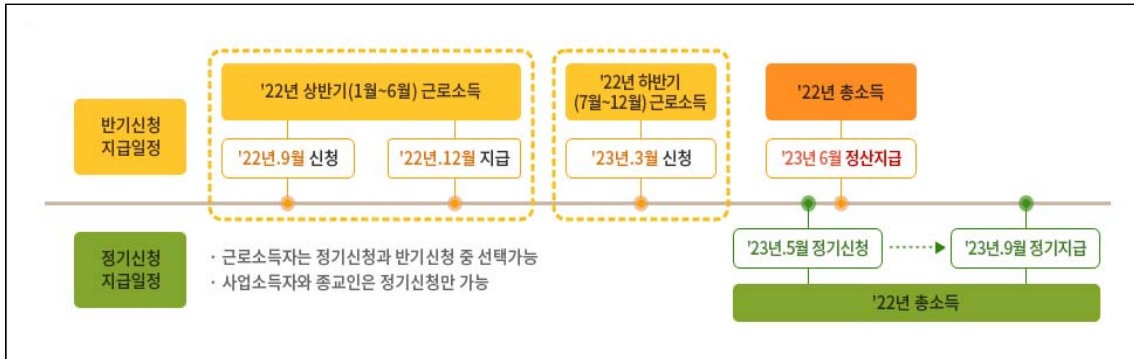 반기신청
지급일정
'22년 상반기(1월~6월) 근로소득
'22년.9월 신청
'22년.12월 지급
'22년 하반기
(7월~12월) 근로소득
'23년.3월 신청
'22년 총소득
'23년 6월 정산지급
정기신청
지급일정
· 근로소득자는 정기신청과 반기신청 중 선택가능
· 사업소득자와 종교인은 정기신청만 가능
'23년.5월 정기신청
'23년.9월 정기지급
'22년 총소득